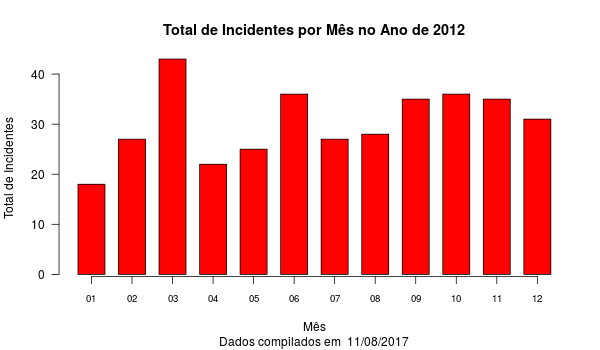 Total de Incidentes por Mês no Ano de 2012
Total de Incidentes
40
30
20
10
0
01 02 03 04 05 06 07 08 09 10 11 12
Mês
Dados compilados em 11/08/2017